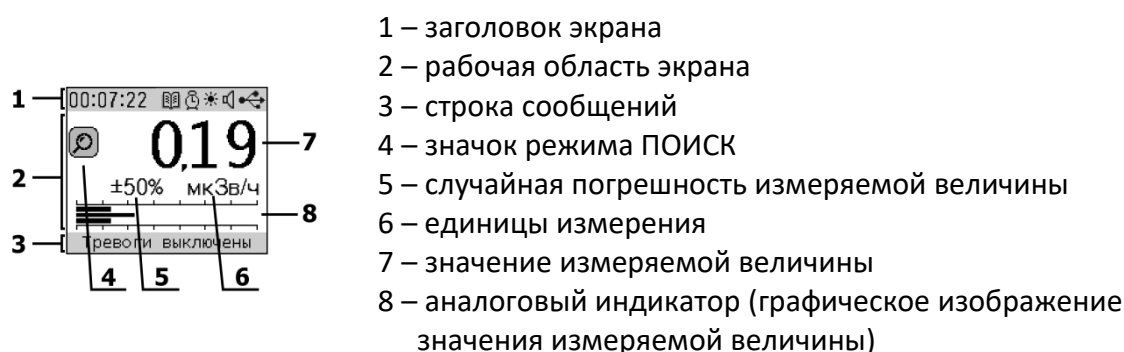 1 – заголовок экрана
2 – рабочая область экрана
3 – строка сообщений
4 – значок режима ПОИСК
5 – случайная погрешность измеряемой величины
6 – единицы измерения
7 – значение измеряемой величины
8 – аналоговый индикатор (графическое изображение
значения измеряемой величины)
1
00:07:22
0,19
7
2
±50% мкЗв/ч
8
3
Тревоги выключены
4 5 6